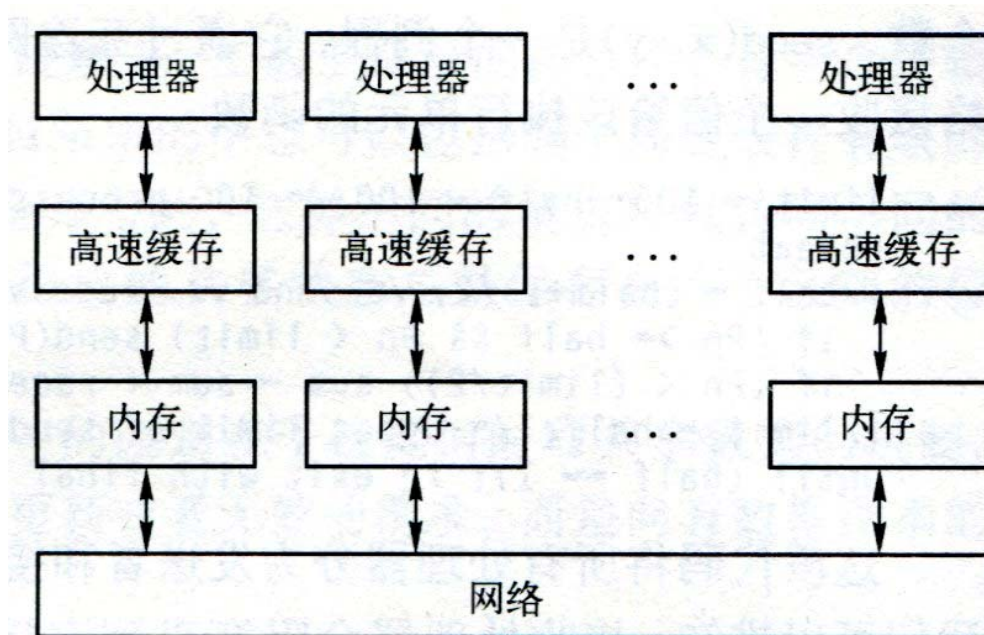 处理器 处理器 ... 处理器
高速缓存 高速缓存 ... 高速缓存
内存 内存 ... 内存
网络